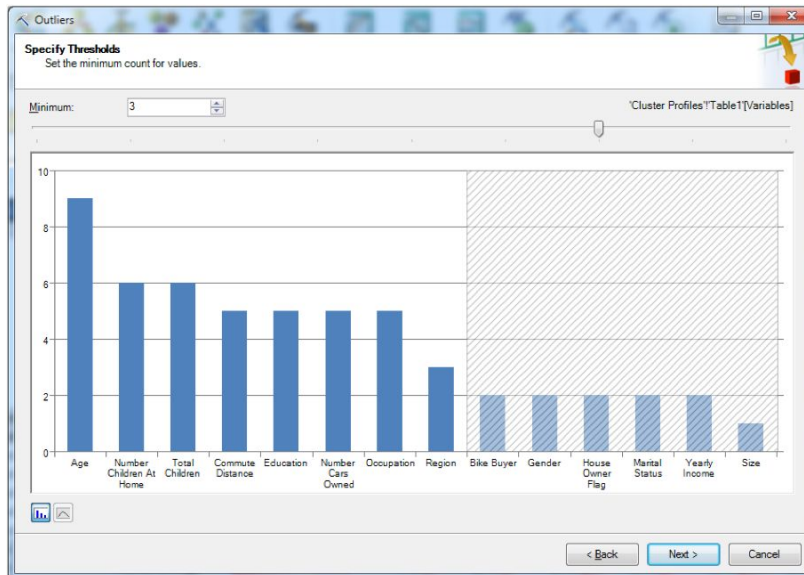 Outliers
Specify Thresholds
Set the minimum count for values.
Minimum:
3
'Cluster Profiles'!'Table1'[Variables]
10
8
6
4
2
0
Age
Number
Children At
Home
Total
Children
Commute
Distance
Education
Number
Cars
Owned
Occupation
Region
Bike Buyer
Gender
House
Owner
Flag
Marital
Status
Yearly
Income
Size
< Back
Next >
Cancel